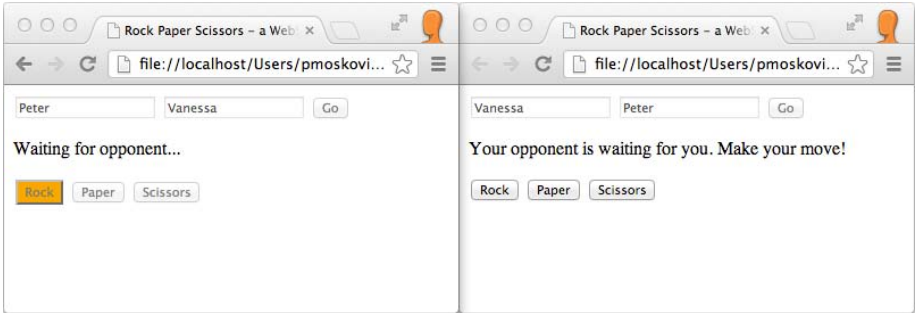 Rock Paper Scissors – a Web
file://localhost/Users/pmoskovi...
Peter Vanessa Go
Waiting for opponent...
Rock Paper Scissors
Rock Paper Scissors – a Web
file://localhost/Users/pmoskovi...
Vanessa Peter Go
Your opponent is waiting for you. Make your move!
Rock Paper Scissors